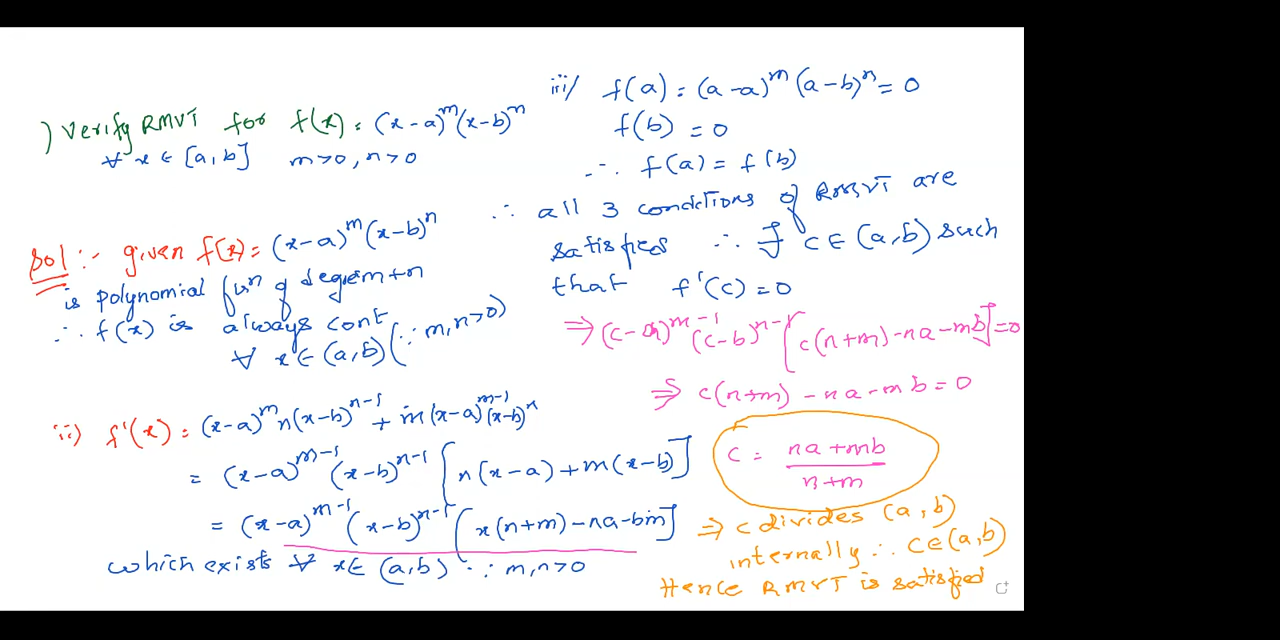 ) Verify RMVT for f(x) = (x-a)^m (x-b)^n
∀ x ∈ [a, b] m>0, n>0
Sol :- given f(x) = (x-a)^m (x-b)^n
is polynomial fuⁿ of degree m+n
∴ f(x) is always cont
∀ x ∈ (a, b) (∵ m, n >0)
ii) f'(x) = (x-a)^m n(x-b)^{n-1} + m(x-a)^{m-1} (x-b)^n
= (x-a)^{m-1} (x-b)^{n-1} [n(x-a)+m(x-b)]
= (x-a)^{m-1} (x-b)^{n-1} [x(n+m)-na-bm]
which exists ∀ x∈ (a,b) ∵ m,n>0
iii/ f(a) = (a-a)^m (a-b)^n = 0
f(b) = 0
∴ f(a) = f(b)
∴ all 3 conditions of RMVT are
satisfied ∴ ∃ c ∈ (a, b) such
that f'(c) = 0
⇒ (c-a)^{m-1} (c-b)^{n-1} [c(n+m)-na-mb]=0
⇒ c(n+m) - na - mb = 0
c = \frac{na+mb}{n+m}
⇒ c divides (a, b)
internally ∴ c∈(a,b)
Hence RMVT is satisfied